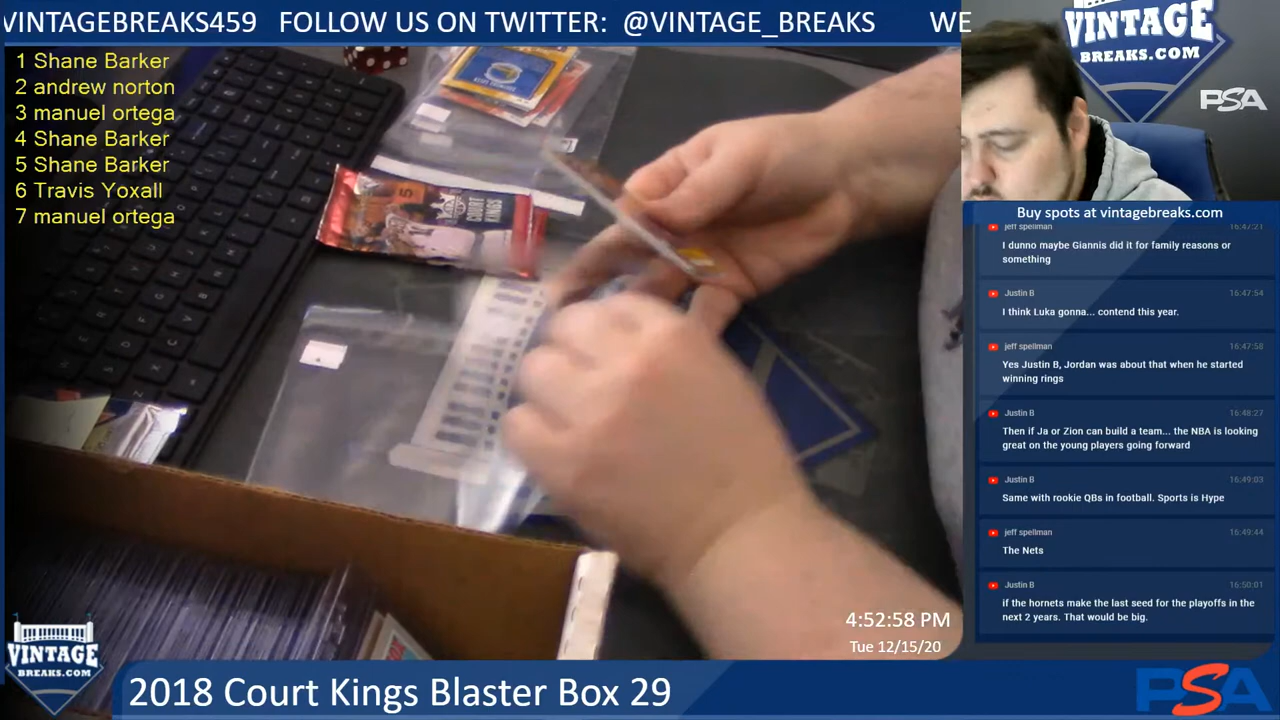 VINTAGEBREAKS459 FOLLOW US ON TWITTER: @VINTAGE_BREAKS WE
1 Shane Barker
2 andrew norton
3 manuel ortega
4 Shane Barker
5 Shane Barker
6 Travis Yoxall
7 manuel ortega
COURT
KINGS
VINTAGE
BREAKS.COM
PSA
Buy spots at vintagebreaks.com
jeff spellman 16:47:21
I dunno maybe Giannis did it for family reasons or
something
Justin B 16:47:54
I think Luka gonna... contend this year.
jeff spellman 16:47:58
Yes Justin B, Jordan was about that when he started
winning rings
Justin B 16:48:27
Then if Ja or Zion can build a team... the NBA is looking
great on the young players going forward
Justin B 16:49:03
Same with rookie QBs in football. Sports is Hype
jeff spellman 16:49:44
The Nets
Justin B 16:50:01
if the hornets make the last seed for the playoffs in the
next 2 years. That would be big.
4:52:58 PM
Tue 12/15/20
VINTAGE
BREAKS.COM
2018 Court Kings Blaster Box 29
PSA